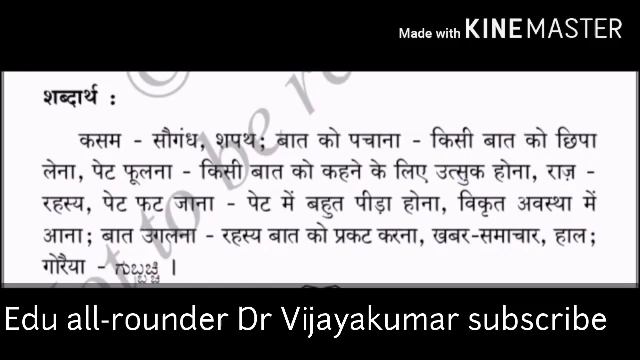 Made with KINEMASTER
शब्दार्थ :
कसम - सौगंध, शपथ; बात को पचाना - किसी बात को छिपा
लेना, पेट फूलना - किसी बात को कहने के लिए उत्सुक होना, राज़ -
रहस्य, पेट फट जाना - पेट में बहुत पीड़ा होना, विकृत अवस्था में
आना; बात उगलना - रहस्य बात को प्रकट करना, खबर-समाचार, हाल;
गोरैया - ಗುಬ್ಬಚ್ಚಿ ।
Edu all-rounder Dr Vijayakumar subscribe